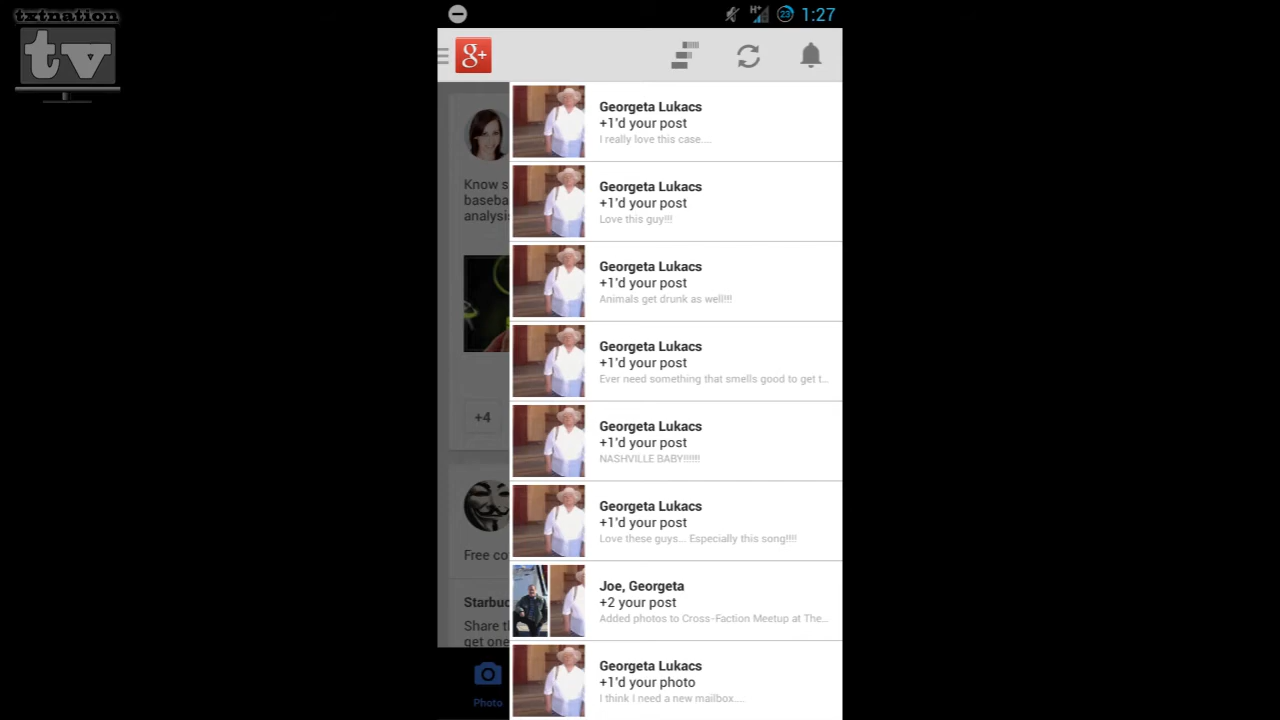 txtnation
tv
H+
23
1:27
g+
Know s
baseba
analysi
+4
Free co
Starbuc
Share t
get one
Photo
Georgeta Lukacs
+1'd your post
I really love this case....
Georgeta Lukacs
+1'd your post
Love this guy!!!
Georgeta Lukacs
+1'd your post
Animals get drunk as well!!!
Georgeta Lukacs
+1'd your post
Ever need something that smells good to get t...
Georgeta Lukacs
+1'd your post
NASHVILLE BABY!!!!!!
Georgeta Lukacs
+1'd your post
Love these guys... Especially this song!!!!
Joe, Georgeta
+2 your post
Added photos to Cross-Faction Meetup at The...
Georgeta Lukacs
+1'd your photo
I think I need a new mailbox....